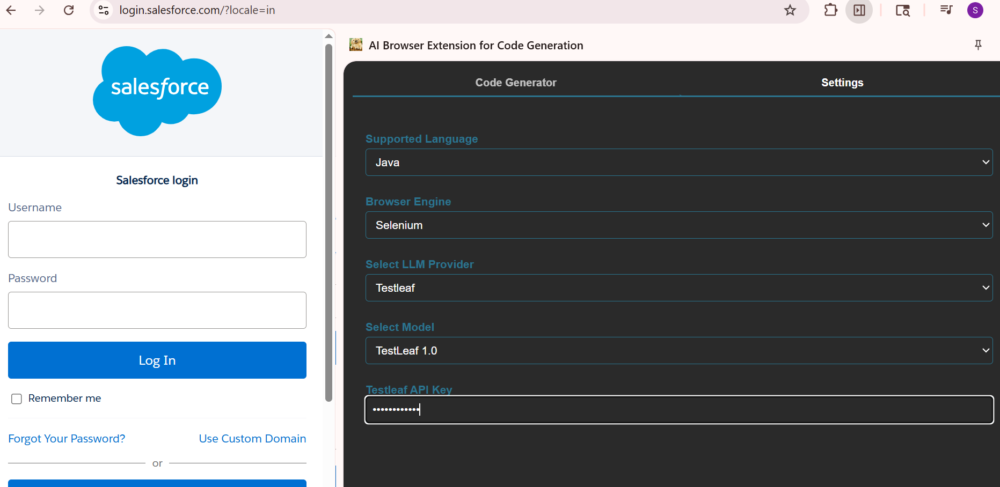 login.salesforce.com/?locale=in
S
salesforce
Salesforce login
Username
Password
Log In
Remember me
Forgot Your Password?
Use Custom Domain
or
AI Browser Extension for Code Generation
Code Generator
Settings
Supported Language
Java
Browser Engine
Selenium
Select LLM Provider
Testleaf
Select Model
TestLeaf 1.0
Testleaf API Key
••••••••••••